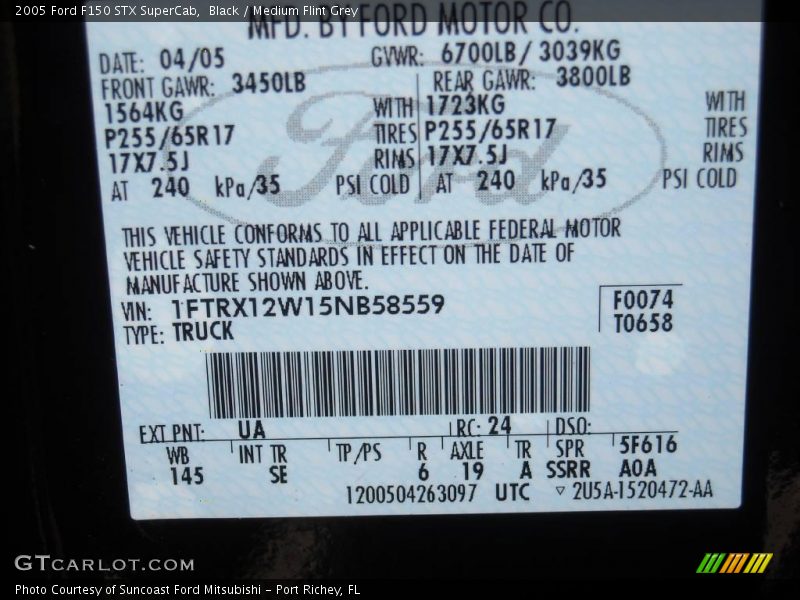 2005 Ford F150 STX SuperCab, Black / Medium Flint Grey
MFD. BY FORD MOTOR CO.
DATE: 04/05 GVWR: 6700LB/ 3039KG
FRONT GAWR: 3450LB REAR GAWR: 3800LB
1564KG WITH 1723KG WITH
P255/65R17 TIRES P255/65R17 TIRES
17X7.5J RIMS 17X7.5J RIMS
AT 240 kPa/35 PSI COLD AT 240 kPa/35 PSI COLD
Ford
THIS VEHICLE CONFORMS TO ALL APPLICABLE FEDERAL MOTOR
VEHICLE SAFETY STANDARDS IN EFFECT ON THE DATE OF
MANUFACTURE SHOWN ABOVE.
VIN: 1FTRX12W15NB58559 F0074
TYPE: TRUCK T0658
EXT PNT: UA RC: 24 DSO:
WB INT TR TP/PS R AXLE TR SPR 5F616
145 SE 6 19 A SSRR A0A
1200504263097 UTC ▽ 2U5A-1520472-AA
GTCARLOT.COM
Photo Courtesy of Suncoast Ford Mitsubishi - Port Richey, FL